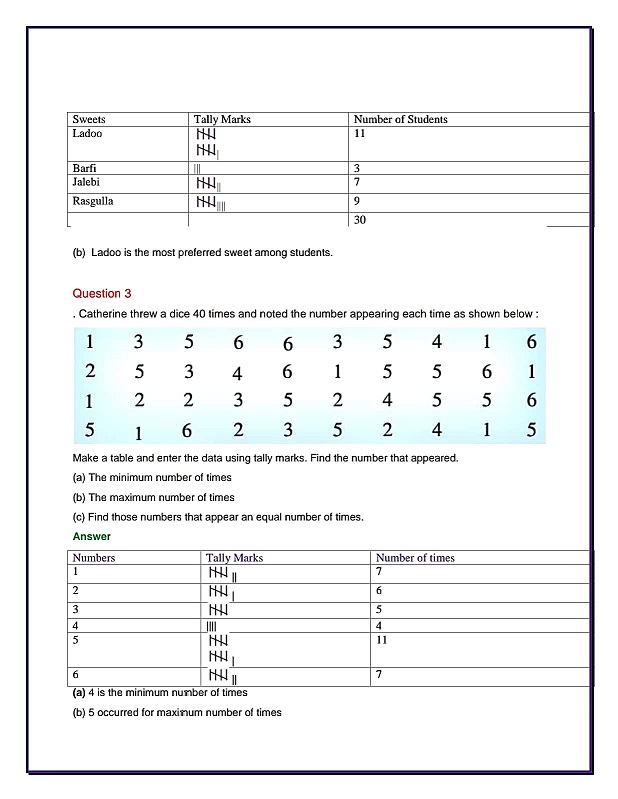 Sweets Tally Marks Number of Students
Ladoo 11
Barfi 3
Jalebi 7
Rasgulla 9
30
(b) Ladoo is the most preferred sweet among students.
Question 3
. Catherine threw a dice 40 times and noted the number appearing each time as shown below :
1 3 5 6 6 3 5 4 1 6
2 5 3 4 6 1 5 5 6 1
1 2 2 3 5 2 4 5 5 6
5 1 6 2 3 5 2 4 1 5
Make a table and enter the data using tally marks. Find the number that appeared.
(a) The minimum number of times
(b) The maximum number of times
(c) Find those numbers that appear an equal number of times.
Answer
Numbers Tally Marks Number of times
1 7
2 6
3 5
4 4
5 11
6 7
(a) 4 is the minimum number of times
(b) 5 occurred for maximum number of times